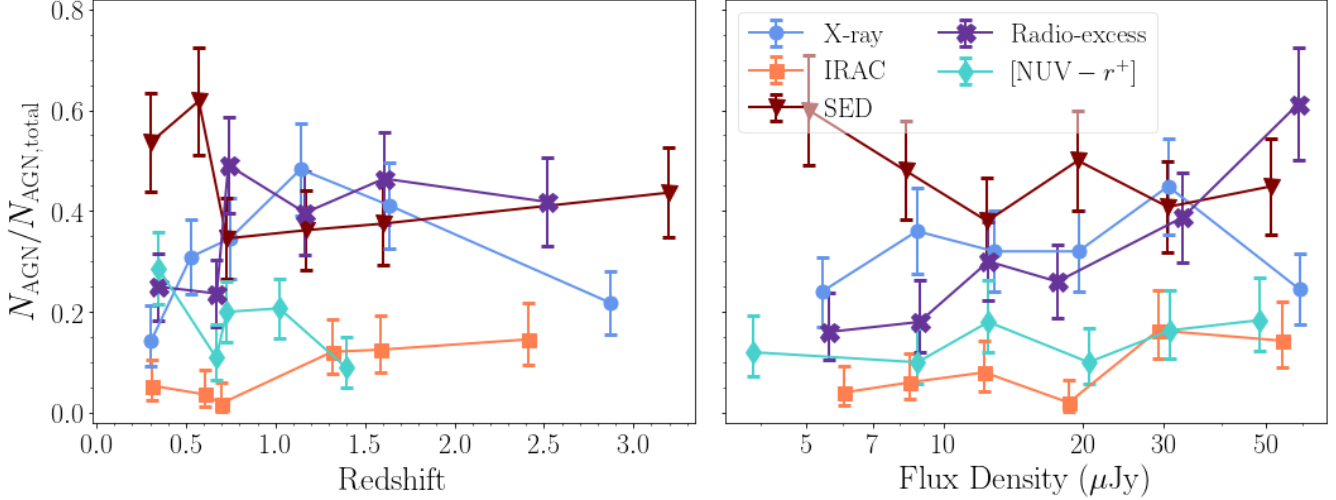 0.8
0.6
0.4
0.2
0.0
N_AGN/N_AGN,total
0.0 0.5 1.0 1.5 2.0 2.5 3.0
Redshift
X-ray
IRAC
SED
Radio-excess
[NUV − r⁺]
5 7 10 20 30 50
Flux Density (μJy)